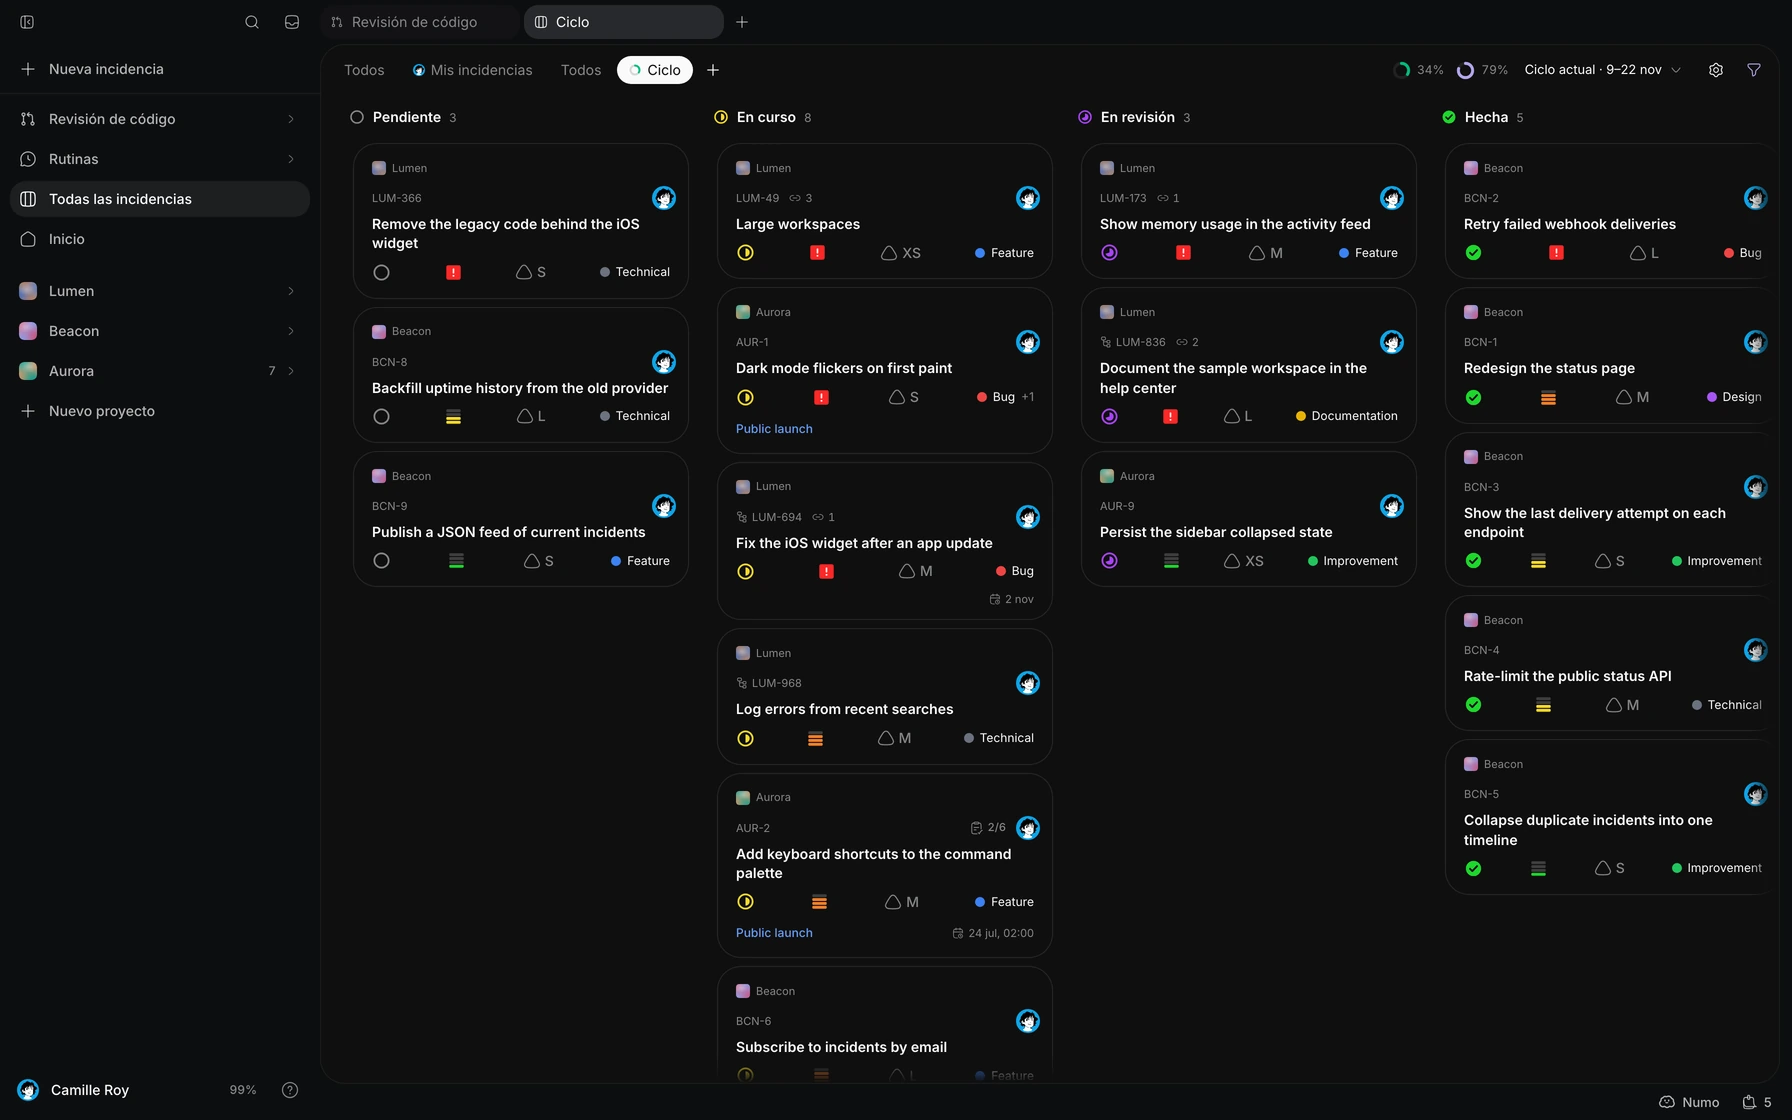 Revisión de código
Ciclo
Nueva incidencia
Revisión de código
Rutinas
Todas las incidencias
Inicio
Lumen
Beacon
Aurora 7
Nuevo proyecto
Camille Roy 99%
Todos
Mis incidencias
Todos
Ciclo
34%
79%
Ciclo actual · 9–22 nov
Pendiente 3
Lumen
LUM-366
Remove the legacy code behind the iOS
widget
S
Technical
Beacon
BCN-8
Backfill uptime history from the old provider
L
Technical
Beacon
BCN-9
Publish a JSON feed of current incidents
S
Feature
En curso 8
Lumen
LUM-49 3
Large workspaces
XS
Feature
Aurora
AUR-1
Dark mode flickers on first paint
S
Bug +1
Public launch
Lumen
LUM-694 1
Fix the iOS widget after an app update
M
Bug
2 nov
Lumen
LUM-968
Log errors from recent searches
M
Technical
Aurora
AUR-2 2/6
Add keyboard shortcuts to the command
palette
M
Feature
Public launch
24 jul, 02:00
Beacon
BCN-6
Subscribe to incidents by email
L
Feature
En revisión 3
Lumen
LUM-173 1
Show memory usage in the activity feed
M
Feature
Lumen
LUM-836 2
Document the sample workspace in the
help center
L
Documentation
Aurora
AUR-9
Persist the sidebar collapsed state
XS
Improvement
Hecha 5
Beacon
BCN-2
Retry failed webhook deliveries
L
Bug
Beacon
BCN-1
Redesign the status page
M
Design
Beacon
BCN-3
Show the last delivery attempt on each
endpoint
S
Improvement
Beacon
BCN-4
Rate-limit the public status API
M
Technical
Beacon
BCN-5
Collapse duplicate incidents into one
timeline
S
Improvement
Numo
5